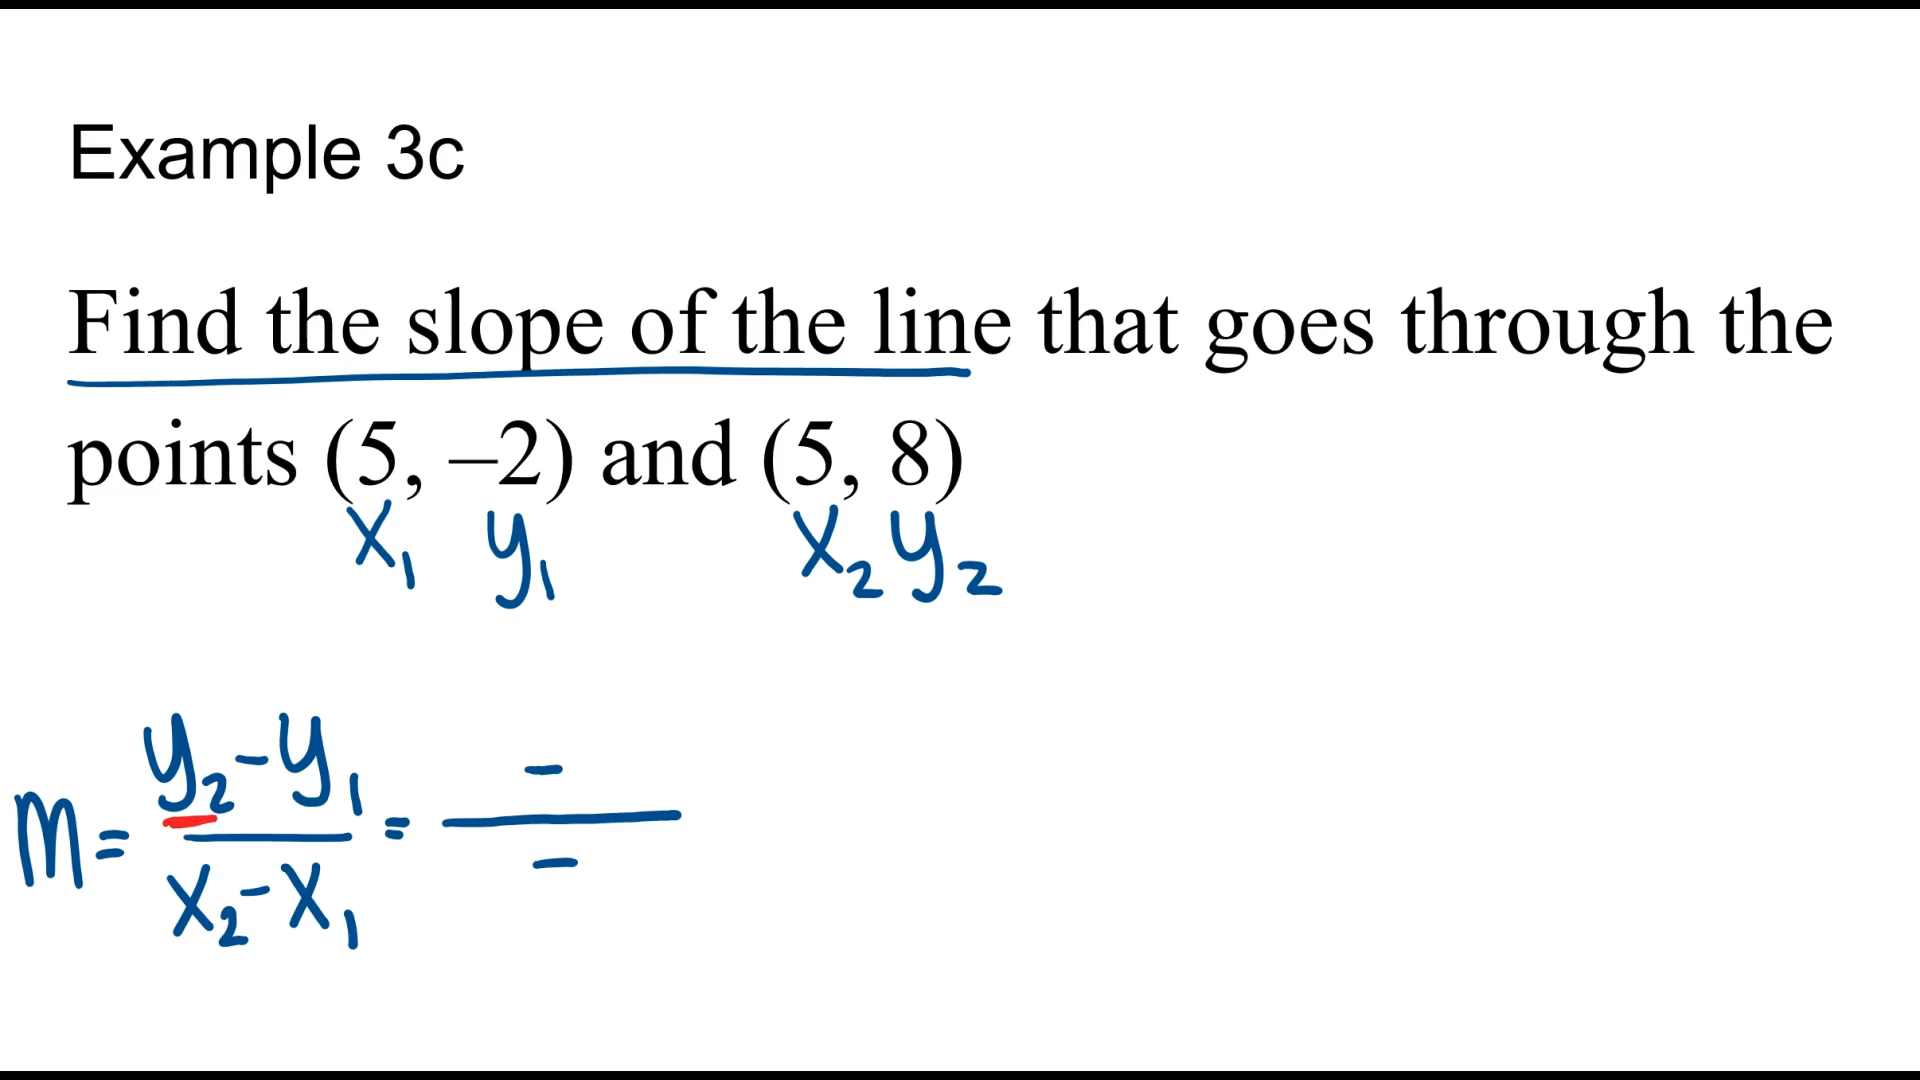 Example 3c
Find the slope of the line that goes through the
points (5, –2) and (5, 8)
x₁ y₁ x₂ y₂
m = y₂ - y₁ / x₂ - x₁ = - / -